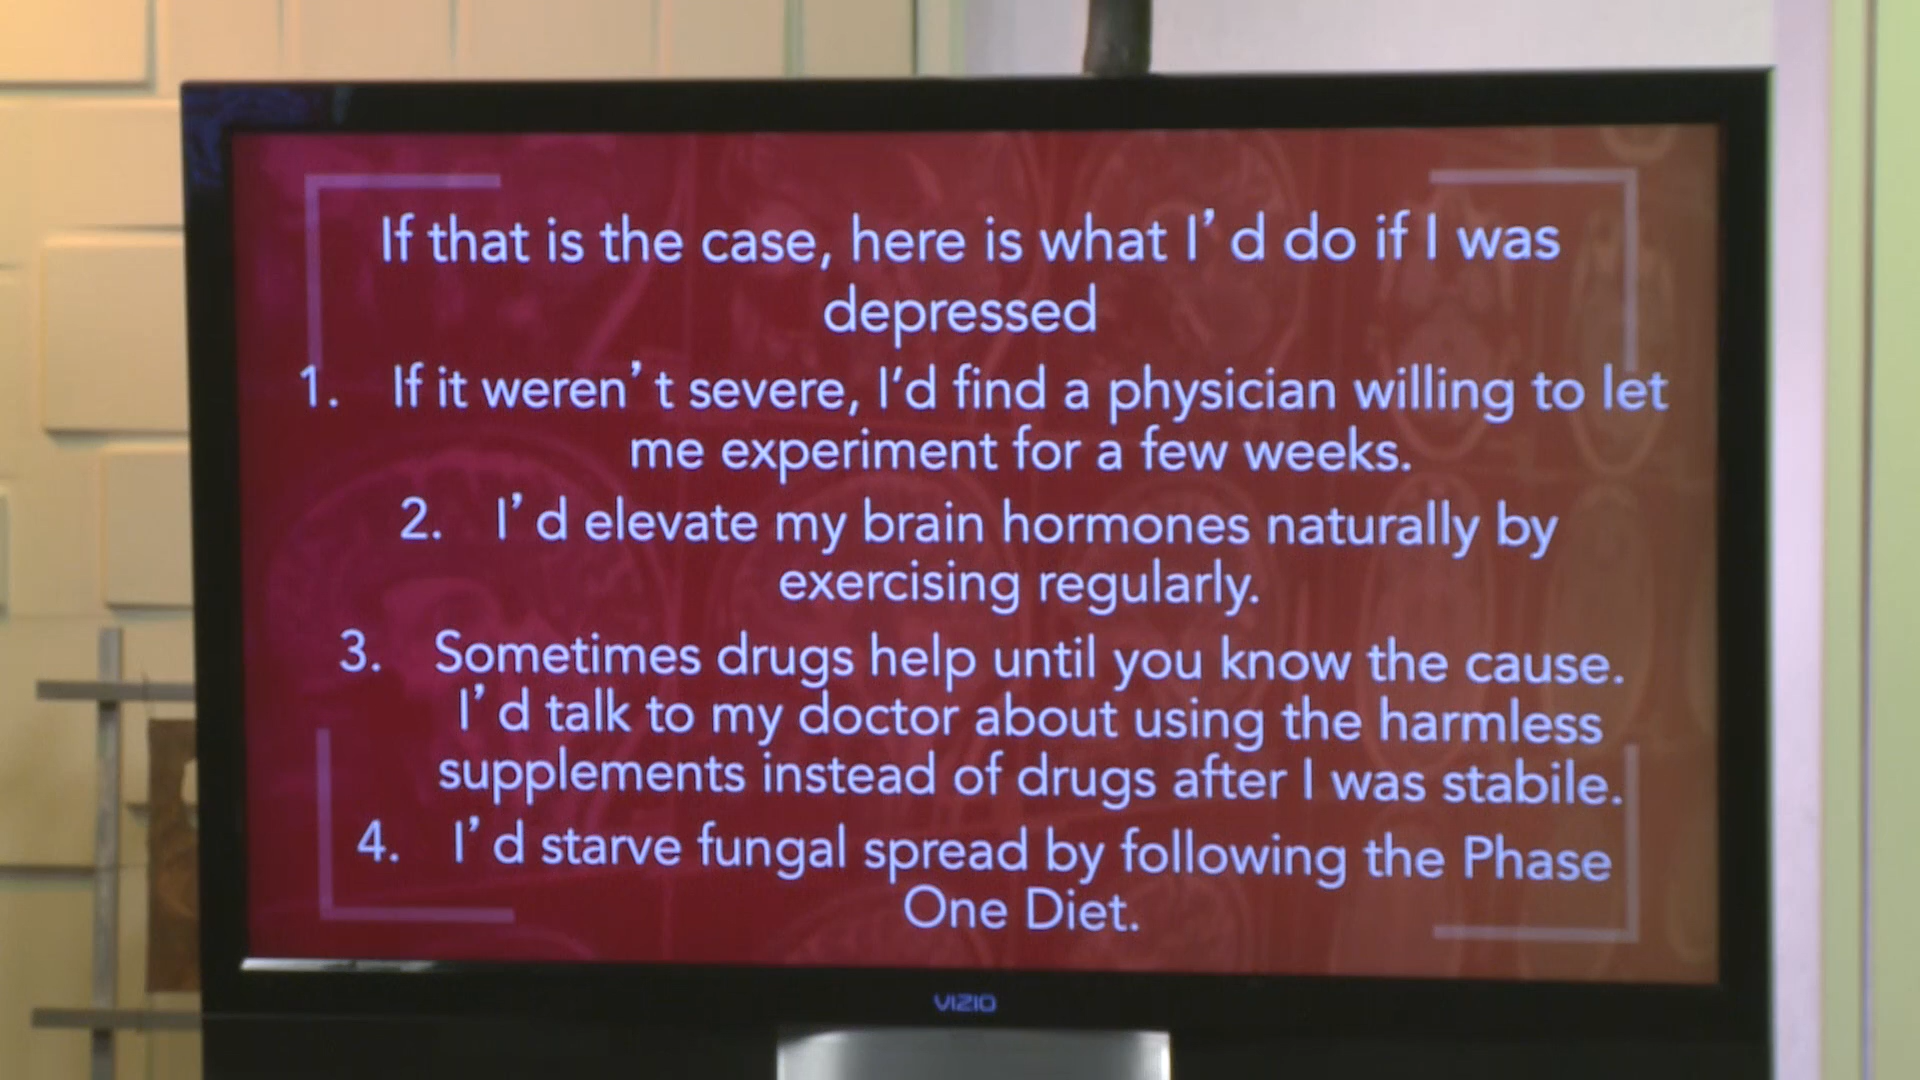 If that is the case, here is what I’d do if I was
depressed
1. If it weren’t severe, I’d find a physician willing to let
me experiment for a few weeks.
2. I’d elevate my brain hormones naturally by
exercising regularly.
3. Sometimes drugs help until you know the cause.
I’d talk to my doctor about using the harmless
supplements instead of drugs after I was stabile.
4. I’d starve fungal spread by following the Phase
One Diet.
VIZIO